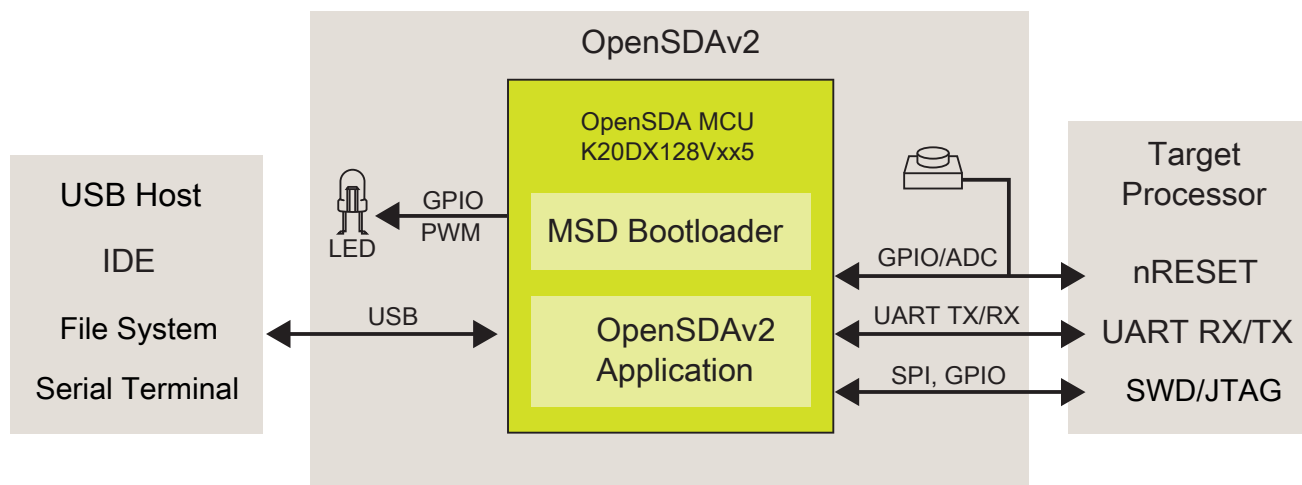 OpenSDAv2
USB Host
IDE
File System
Serial Terminal
LED
GPIO
PWM
USB
OpenSDA MCU
K20DX128Vxx5
MSD Bootloader
OpenSDAv2
Application
GPIO/ADC
UART TX/RX
SPI, GPIO
Target
Processor
nRESET
UART RX/TX
SWD/JTAG